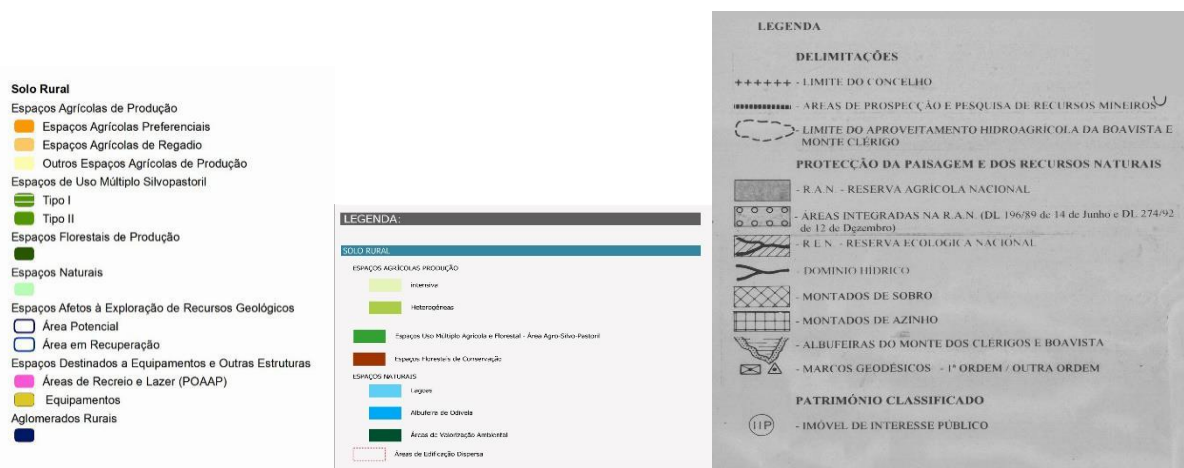 Solo Rural
Espaços Agrícolas de Produção
Espaços Agrícolas Preferenciais
Espaços Agrícolas de Regadio
Outros Espaços Agrícolas de Produção
Espaços de Uso Múltiplo Silvopastoril
Tipo I
Tipo II
Espaços Florestais de Produção
Espaços Naturais
Espaços Afetos à Exploração de Recursos Geológicos
Área Potencial
Área em Recuperação
Espaços Destinados a Equipamentos e Outras Estruturas
Áreas de Recreio e Lazer (POAAP)
Equipamentos
Aglomerados Rurais
LEGENDA:
SOLO RURAL
ESPAÇOS AGRÍCOLAS PRODUÇÃO
intensiva
Heterogéneas
Espaços Uso Múltiplo Agrícola e Florestal - Área Agro-Silvo-Pastoril
Espaços Florestais de Conservação
ESPAÇOS NATURAIS
Lagoas
Albufeira de Odivela
Áreas de Valorização Ambiental
Áreas de Edificação Dispersa
LEGENDA
DELIMITAÇÕES
- LIMITE DO CONCELHO
- AREAS DE PROSPECÇÃO E PESQUISA DE RECURSOS MINEIROS
- LIMITE DO APROVEITAMENTO HIDROAGRÍCOLA DA BOAVISTA E
MONTE CLÉRIGO
PROTECÇÃO DA PAISAGEM E DOS RECURSOS NATURAIS
- R.A.N. - RESERVA AGRÍCOLA NACIONAL
- ÁREAS INTEGRADAS NA R.A.N. (DL 196/89 de 14 de Junho e DL 274/92
de 12 de Dezembro)
- R.E.N. - RESERVA ECOLOGICA NACIONAL
- DOMINIO HÍDRICO
- MONTADOS DE SOBRO
- MONTADOS DE AZINHO
- ALBUFEIRAS DO MONTE DOS CLÉRIGOS E BOAVISTA
- MARCOS GEODÉSICOS - 1ª ORDEM / OUTRA ORDEM
PATRIMÓNIO CLASSIFICADO
IIP - IMÓVEL DE INTERESSE PÚBLICO